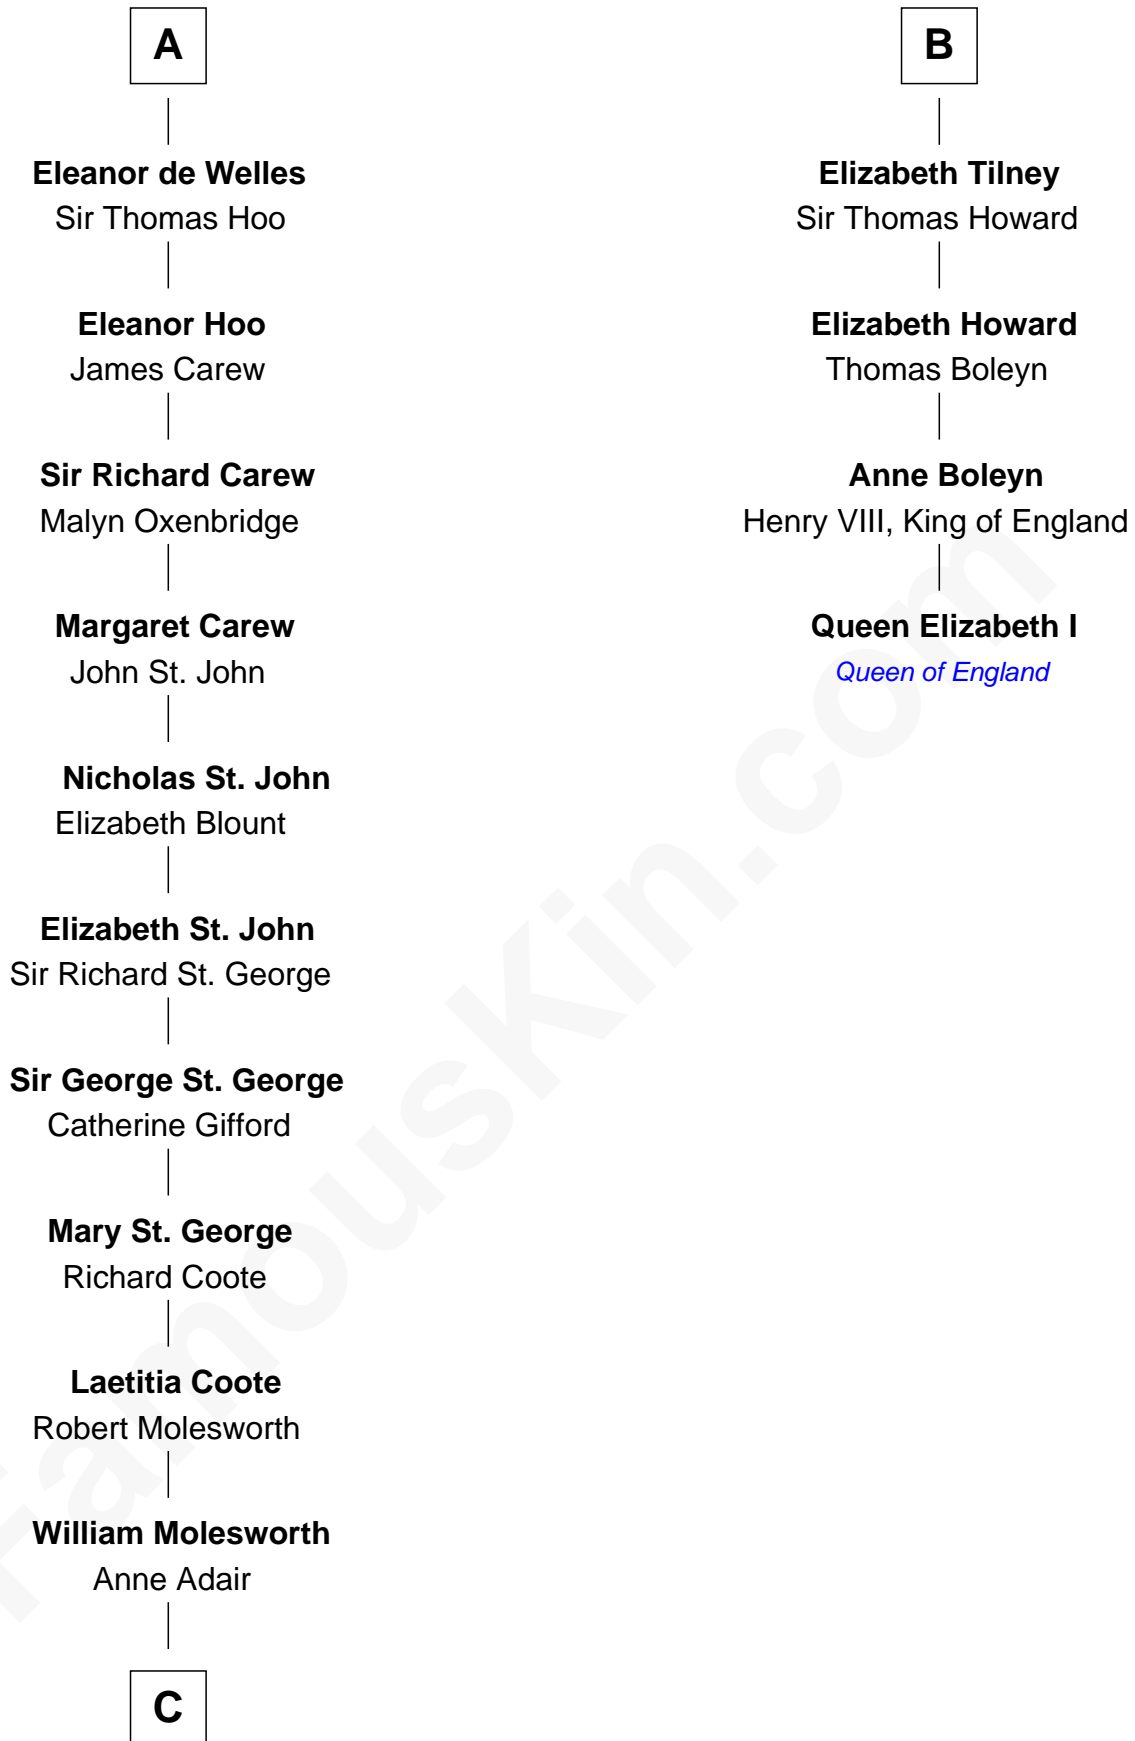 A
Eleanor de Welles
Sir Thomas Hoo
Eleanor Hoo
James Carew
Sir Richard Carew
Malyn Oxenbridge
Margaret Carew
John St. John
Nicholas St. John
Elizabeth Blount
Elizabeth St. John
Sir Richard St. George
Sir George St. George
Catherine Gifford
Mary St. George
Richard Coote
Laetitia Coote
Robert Molesworth
William Molesworth
Anne Adair
C
B
Elizabeth Tilney
Sir Thomas Howard
Elizabeth Howard
Thomas Boleyn
Anne Boleyn
Henry VIII, King of England
Queen Elizabeth I
Queen of England
FamousKin.com